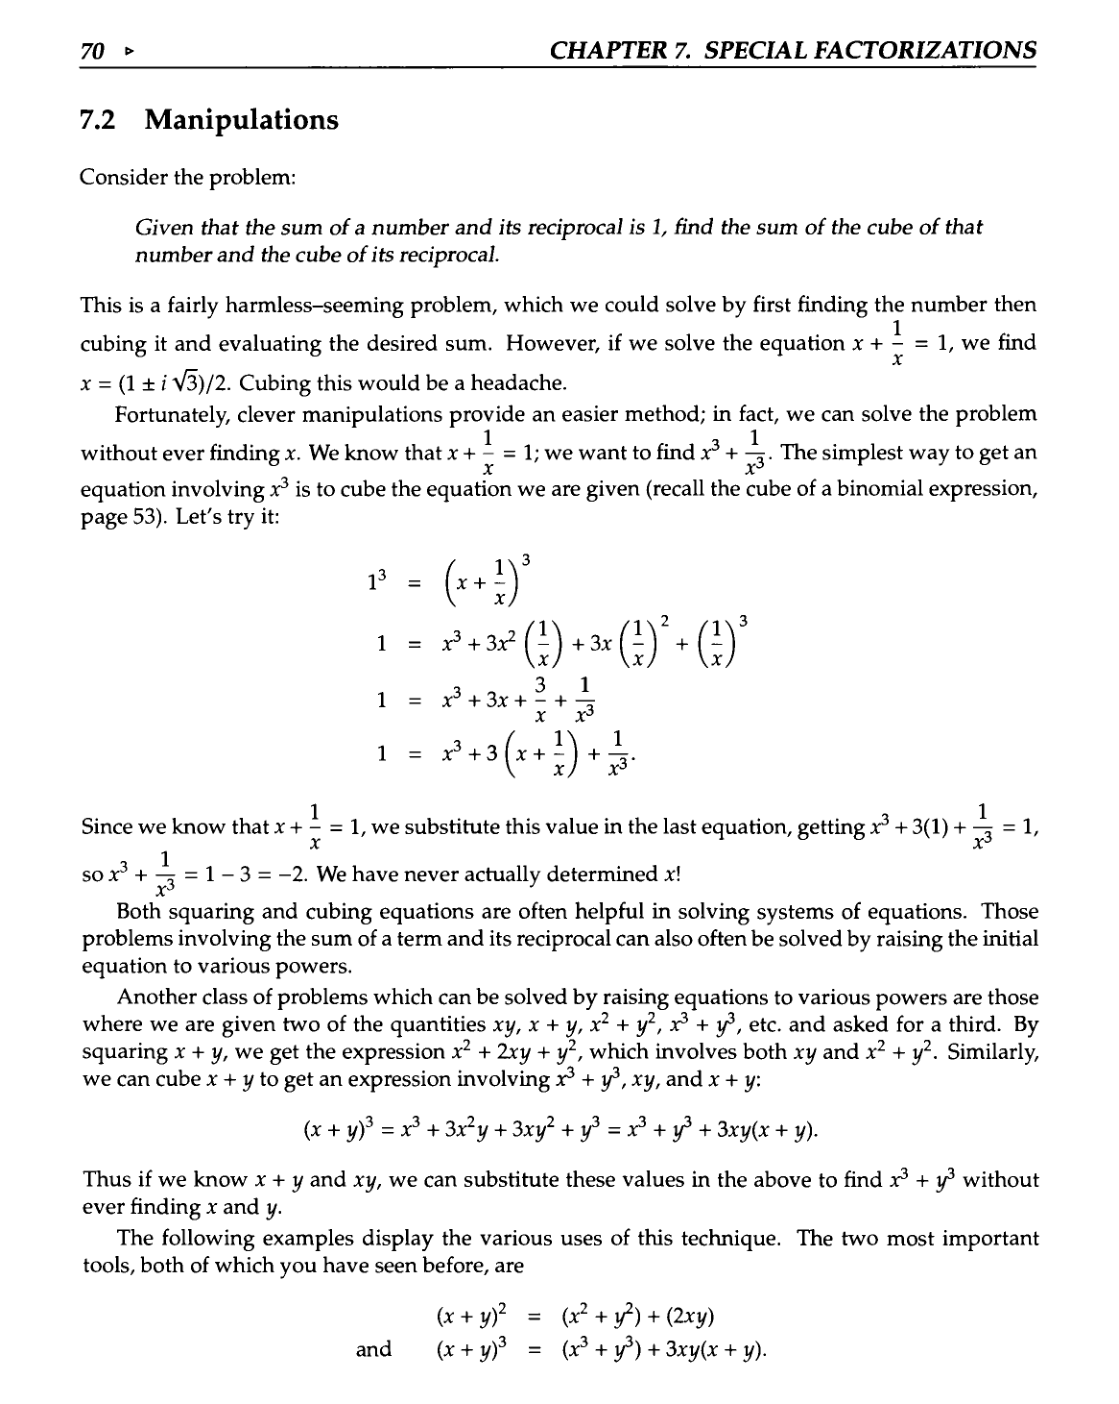 70 ▹ CHAPTER 7. SPECIAL FACTORIZATIONS
7.2 Manipulations
Consider the problem:
Given that the sum of a number and its reciprocal is 1, find the sum of the cube of that
number and the cube of its reciprocal.
This is a fairly harmless–seeming problem, which we could solve by first finding the number then
cubing it and evaluating the desired sum. However, if we solve the equation x + 1/x = 1, we find
x = (1 ± i √3)/2. Cubing this would be a headache.
Fortunately, clever manipulations provide an easier method; in fact, we can solve the problem
without ever finding x. We know that x + 1/x = 1; we want to find x³ + 1/x³. The simplest way to get an
equation involving x³ is to cube the equation we are given (recall the cube of a binomial expression,
page 53). Let's try it:
1³ = (x + 1/x)³
1 = x³ + 3x² (1/x) + 3x (1/x)² + (1/x)³
1 = x³ + 3x + 3/x + 1/x³
1 = x³ + 3 (x + 1/x) + 1/x³.
Since we know that x + 1/x = 1, we substitute this value in the last equation, getting x³ + 3(1) + 1/x³ = 1,
so x³ + 1/x³ = 1 – 3 = –2. We have never actually determined x!
Both squaring and cubing equations are often helpful in solving systems of equations. Those
problems involving the sum of a term and its reciprocal can also often be solved by raising the initial
equation to various powers.
Another class of problems which can be solved by raising equations to various powers are those
where we are given two of the quantities xy, x + y, x² + y², x³ + y³, etc. and asked for a third. By
squaring x + y, we get the expression x² + 2xy + y², which involves both xy and x² + y². Similarly,
we can cube x + y to get an expression involving x³ + y³, xy, and x + y:
(x + y)³ = x³ + 3x²y + 3xy² + y³ = x³ + y³ + 3xy(x + y).
Thus if we know x + y and xy, we can substitute these values in the above to find x³ + y³ without
ever finding x and y.
The following examples display the various uses of this technique. The two most important
tools, both of which you have seen before, are
(x + y)² = (x² + y²) + (2xy)
and (x + y)³ = (x³ + y³) + 3xy(x + y).